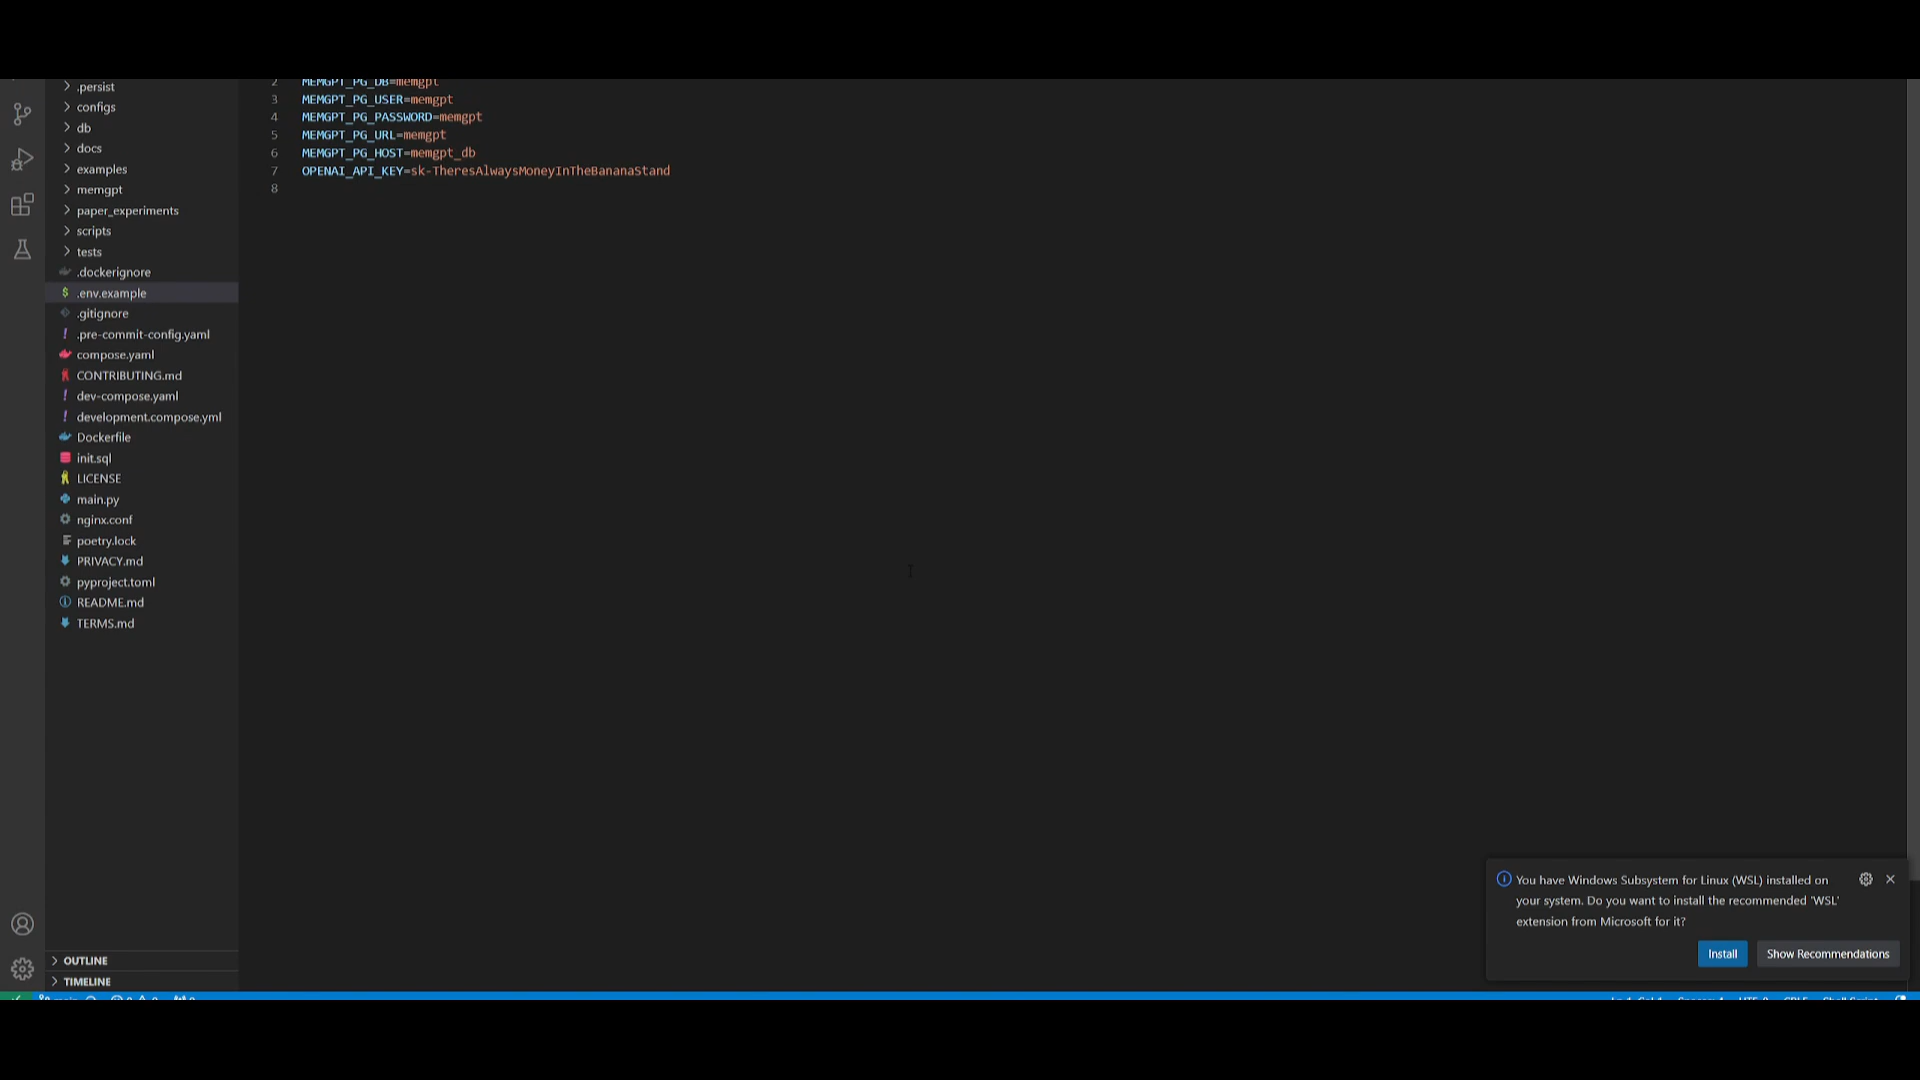 .persist
configs
db
docs
examples
memgpt
paper_experiments
scripts
tests
.dockerignore
$ .env.example
.gitignore
! .pre-commit-config.yaml
compose.yaml
CONTRIBUTING.md
! dev-compose.yaml
! development.compose.yml
Dockerfile
init.sql
LICENSE
main.py
nginx.conf
poetry.lock
PRIVACY.md
pyproject.toml
README.md
TERMS.md
OUTLINE
TIMELINE
2 MEMGPT_PG_DB=memgpt
3 MEMGPT_PG_USER=memgpt
4 MEMGPT_PG_PASSWORD=memgpt
5 MEMGPT_PG_URL=memgpt
6 MEMGPT_PG_HOST=memgpt_db
7 OPENAI_API_KEY=sk-TheresAlwaysMoneyInTheBananaStand
8
You have Windows Subsystem for Linux (WSL) installed on
your system. Do you want to install the recommended 'WSL'
extension from Microsoft for it?
Install
Show Recommendations